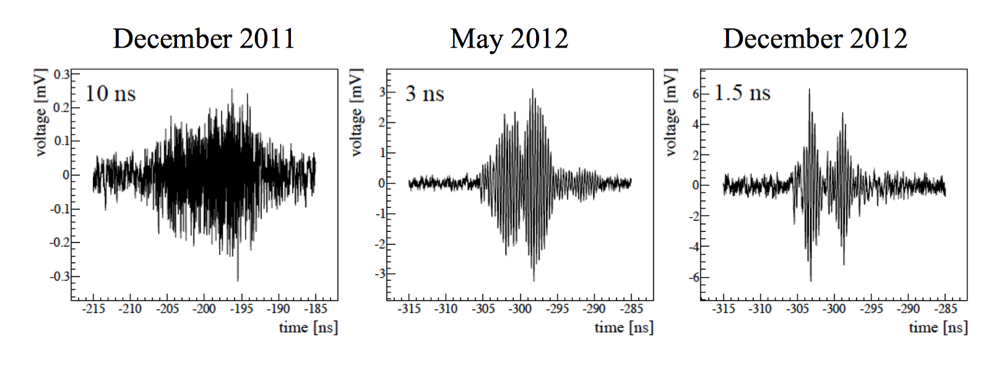 December 2011
May 2012
December 2012
voltage [mV]
10 ns
0.3
0.2
0.1
0
-0.1
-0.2
-0.3
-215 -210 -205 -200 -195 -190 -185
time [ns]
voltage [mV]
3 ns
3
2
1
0
-1
-2
-3
-315 -310 -305 -300 -295 -290 -285
time [ns]
voltage [mV]
1.5 ns
6
4
2
0
-2
-4
-6
-315 -310 -305 -300 -295 -290 -285
time [ns]